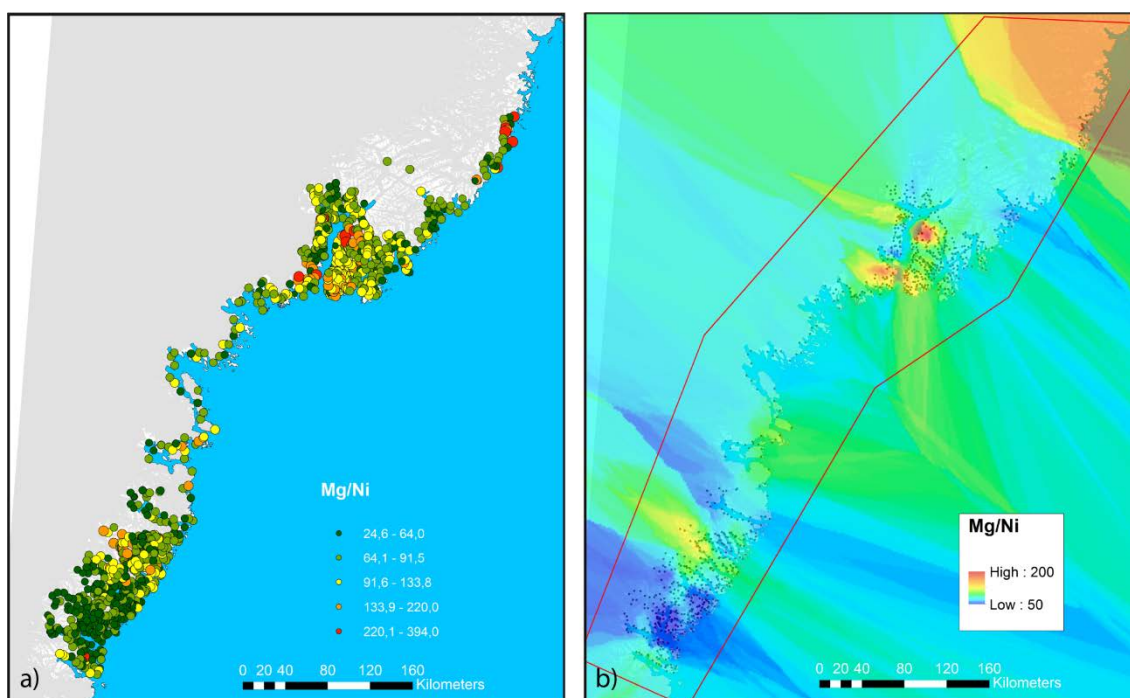 Mg/Ni
24,6 - 64,0
64,1 - 91,5
91,6 - 133,8
133,9 - 220,0
220,1 - 394,0
0 20 40 80 120 160
Kilometers
a)
Mg/Ni
High : 200
Low : 50
0 20 40 80 120 160
Kilometers
b)